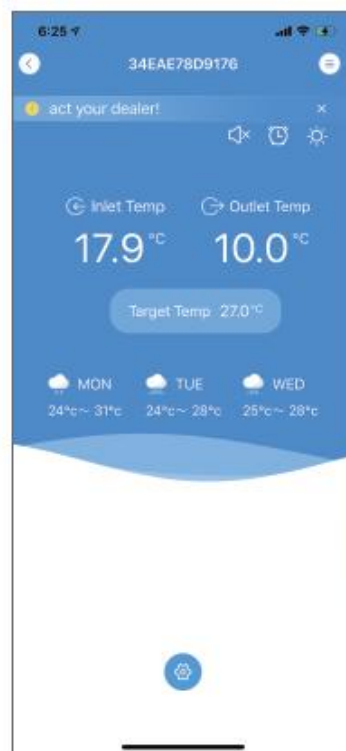 6:25
34EAE78D9176
act your dealer!
Inlet Temp Outlet Temp
17.9°C 10.0°C
Target Temp 27.0°C
MON TUE WED
24°c~ 31°c 24°c~ 28°c 25°c~ 28°c